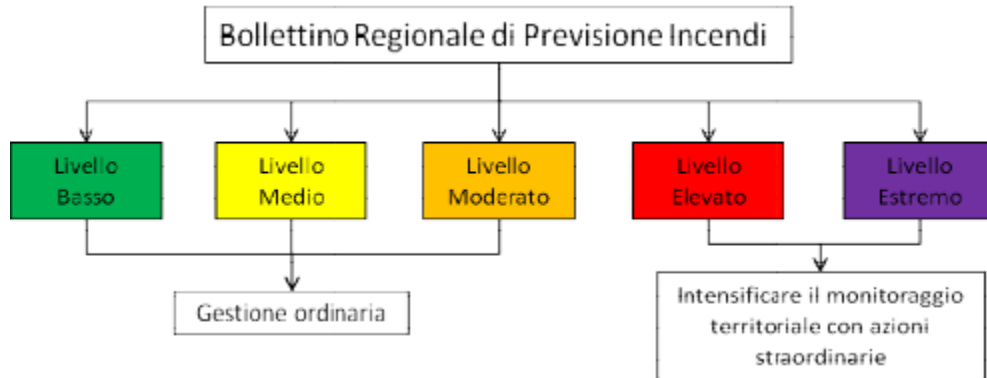 Bollettino Regionale di Previsione Incendi
Livello
Basso
Livello
Medio
Livello
Moderato
Livello
Elevato
Livello
Estremo
Gestione ordinaria
Intensificare il monitoraggio
territoriale con azioni
straordinarie